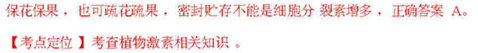 保花保果，也可疏花疏果，密封贮存不能是细胞分 裂素增多，正确答案 A。
【考点定位】考查植物激素相关知识 。